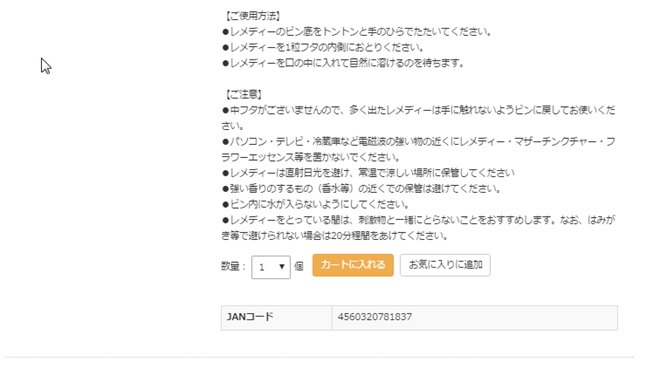 【ご使用方法】
●レメディーのビン底をトントンと手のひらでたたいてください。
●レメディーを1粒フタの内側におとりください。
●レメディーを口の中に入れて自然に溶けるのを待ちます。
【ご注意】
●中フタがございませんので、多く出たレメディーは手に触れないようビンに戻してお使いくだ
さい。
●パソコン・テレビ・冷蔵庫など電磁波の強い物の近くにレメディー・マザーチンクチャー・フ
ラワーエッセンス等を置かないでください。
●レメディーは直射日光を避け、常温で涼しい場所に保管してください
●強い香りのするもの（香水等）の近くでの保管は避けてください。
●ビン内に水が入らないようにしてください。
●レメディーをとっている間は、刺激物と一緒にとらないことをおすすめします。なお、はみが
き等で避けられない場合は20分程間をあけてください。
数量： 1 個 カートに入れる お気に入りに追加
JANコード 4560320781837